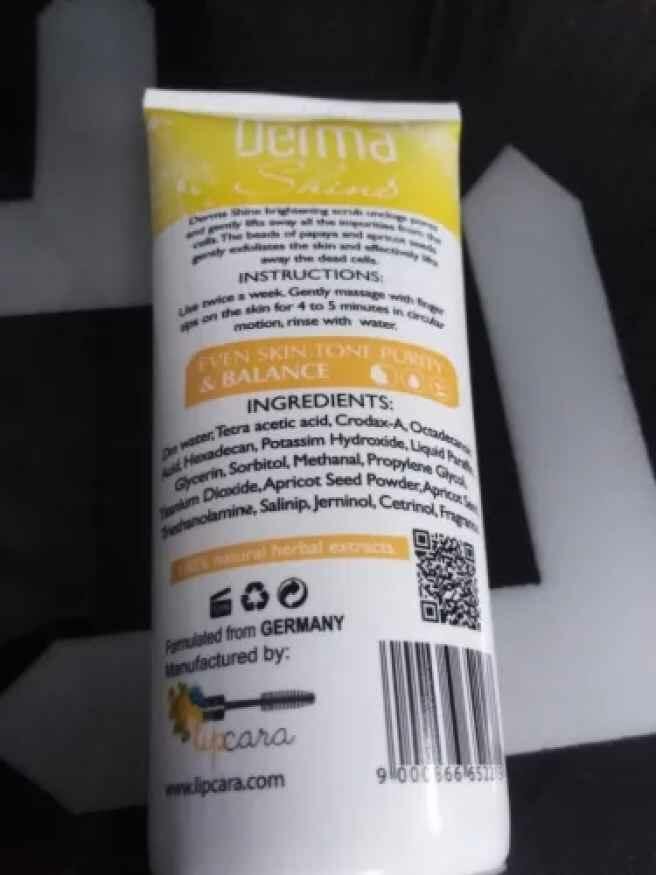 Derma
Shine
Derma Shine brightening scrub unclogs pores
and gently lifts away all the impurities from the
cells. The beads of papaya and apricot seeds
gently exfoliates the skin and effectively lifts
away the dead cells.
INSTRUCTIONS:
Use twice a week. Gently massage with finger
tips on the skin for 4 to 5 minutes in circular
motion, rinse with water.
EVEN SKIN TONE PURITY
& BALANCE
INGREDIENTS:
water, Tetra acetic acid, Crodax-A, Octadecanoic
Acid, Hexadecan, Potassim Hydroxide, Liquid Paraffin
Glycerin, Sorbitol, Methanal, Propylene Glycol,
Titanium Dioxide, Apricot Seed Powder, Apricot Seed
Triethanolamine, Salinip, Jerminol, Cetrinol, Fragrance
natural herbal extracts
Formulated from GERMANY
Manufactured by:
lipcara
www.lipcara.com